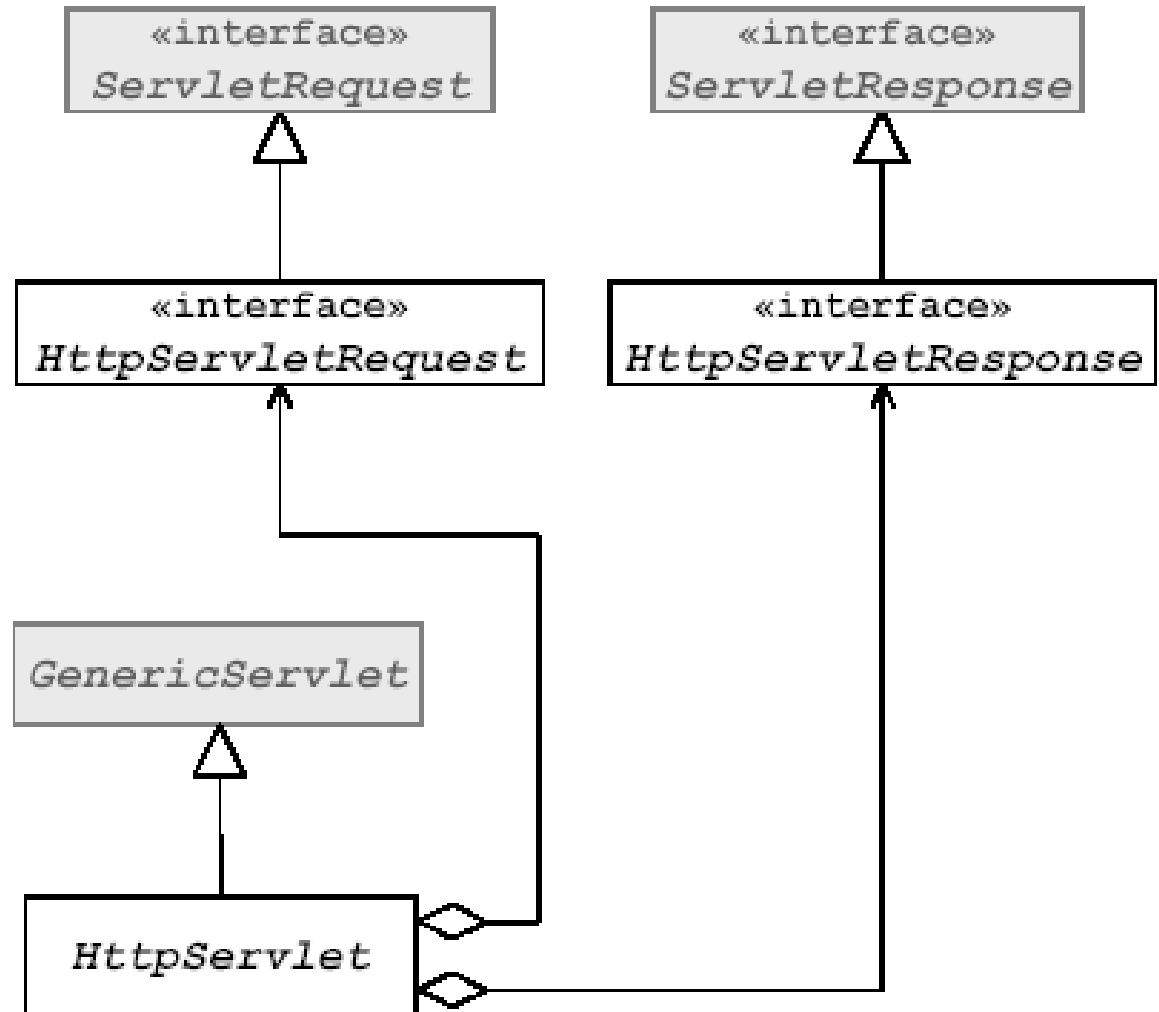 «interface»
ServletRequest
«interface»
ServletResponse
«interface»
HttpServletRequest
«interface»
HttpServletResponse
GenericServlet
HttpServlet